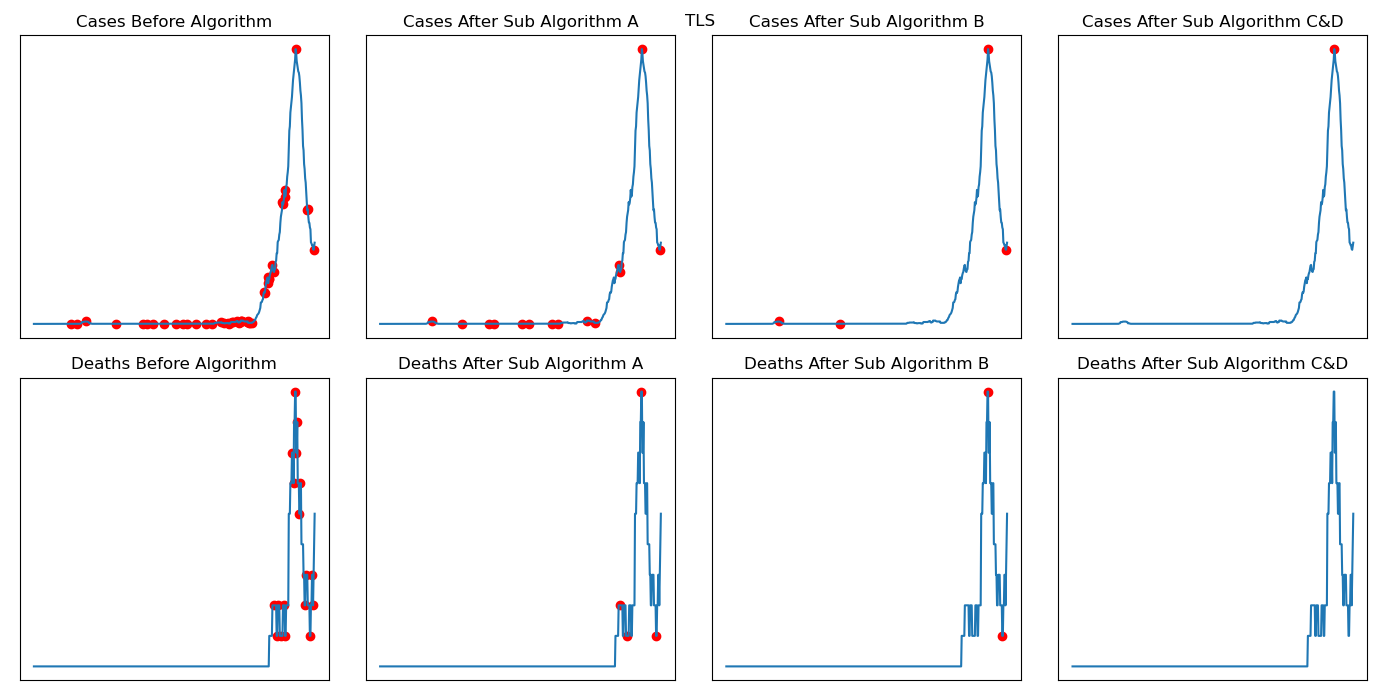 TLS
Cases Before Algorithm
Cases After Sub Algorithm A
Cases After Sub Algorithm B
Cases After Sub Algorithm C&D
Deaths Before Algorithm
Deaths After Sub Algorithm A
Deaths After Sub Algorithm B
Deaths After Sub Algorithm C&D